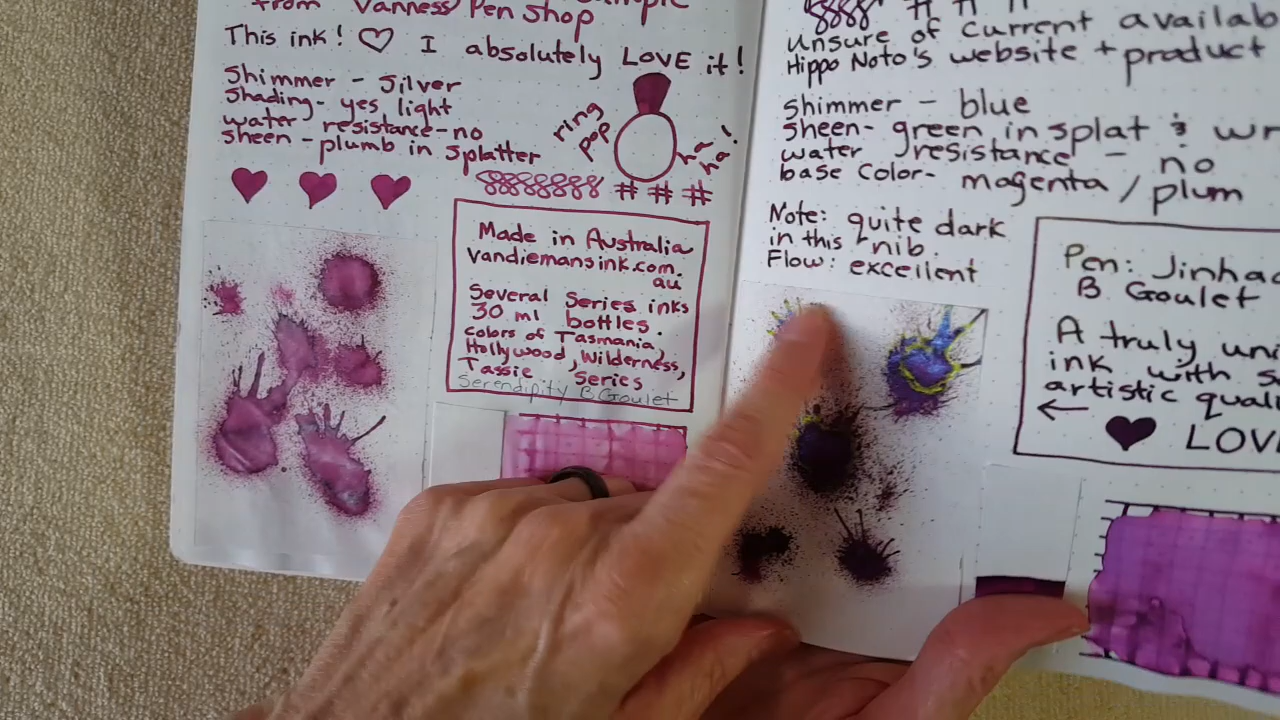 from Vanness Pen Shop
This ink! ♡ I absolutely LOVE it!
Shimmer - Silver
Shading - yes, light
water resistance - no
sheen - plumb in splatter
ring
pop
ha!
ha!
# # #
Made in Australia
vandiemansink.com.
au
Several Series inks
30 ml bottles.
Colors of Tasmania,
Hollywood, Wilderness,
Tassie Series
Serendipity B Goulet
unsure of current availab
Hippo Noto's website + product
Shimmer - blue
Sheen - green in splat &
water resistance - no
base color - magenta / plum
Note: quite dark
in this nib.
Flow: excellent
Pen: Jinhao
B Goulet
A truly uni
ink with s
artistic quali
← ♥ LOV